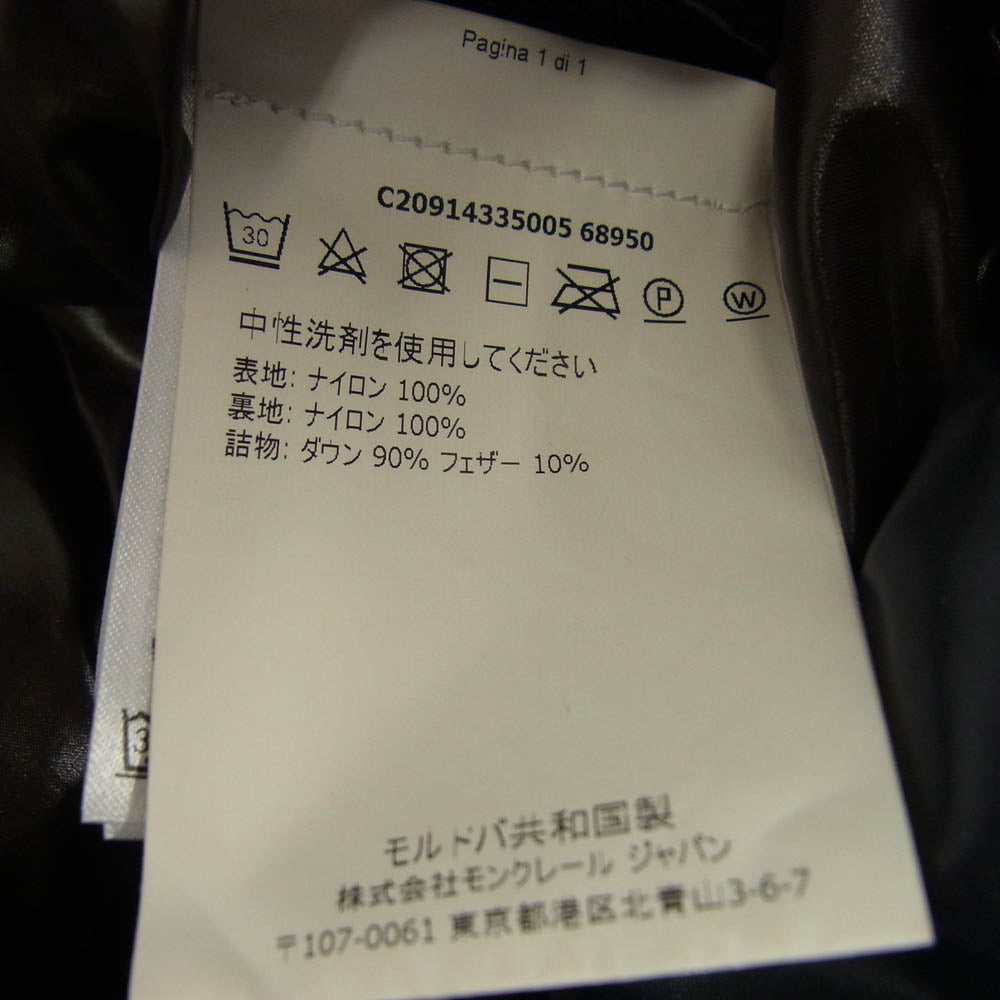 Pagina 1 di 1
C20914335005 68950
30
P
W
中性洗剤を使用してください
表地: ナイロン 100%
裏地: ナイロン 100%
詰物: ダウン 90% フェザー 10%
3
モルドバ共和国製
株式会社モンクレール ジャパン
〒107-0061 東京都港区北青山3-6-7